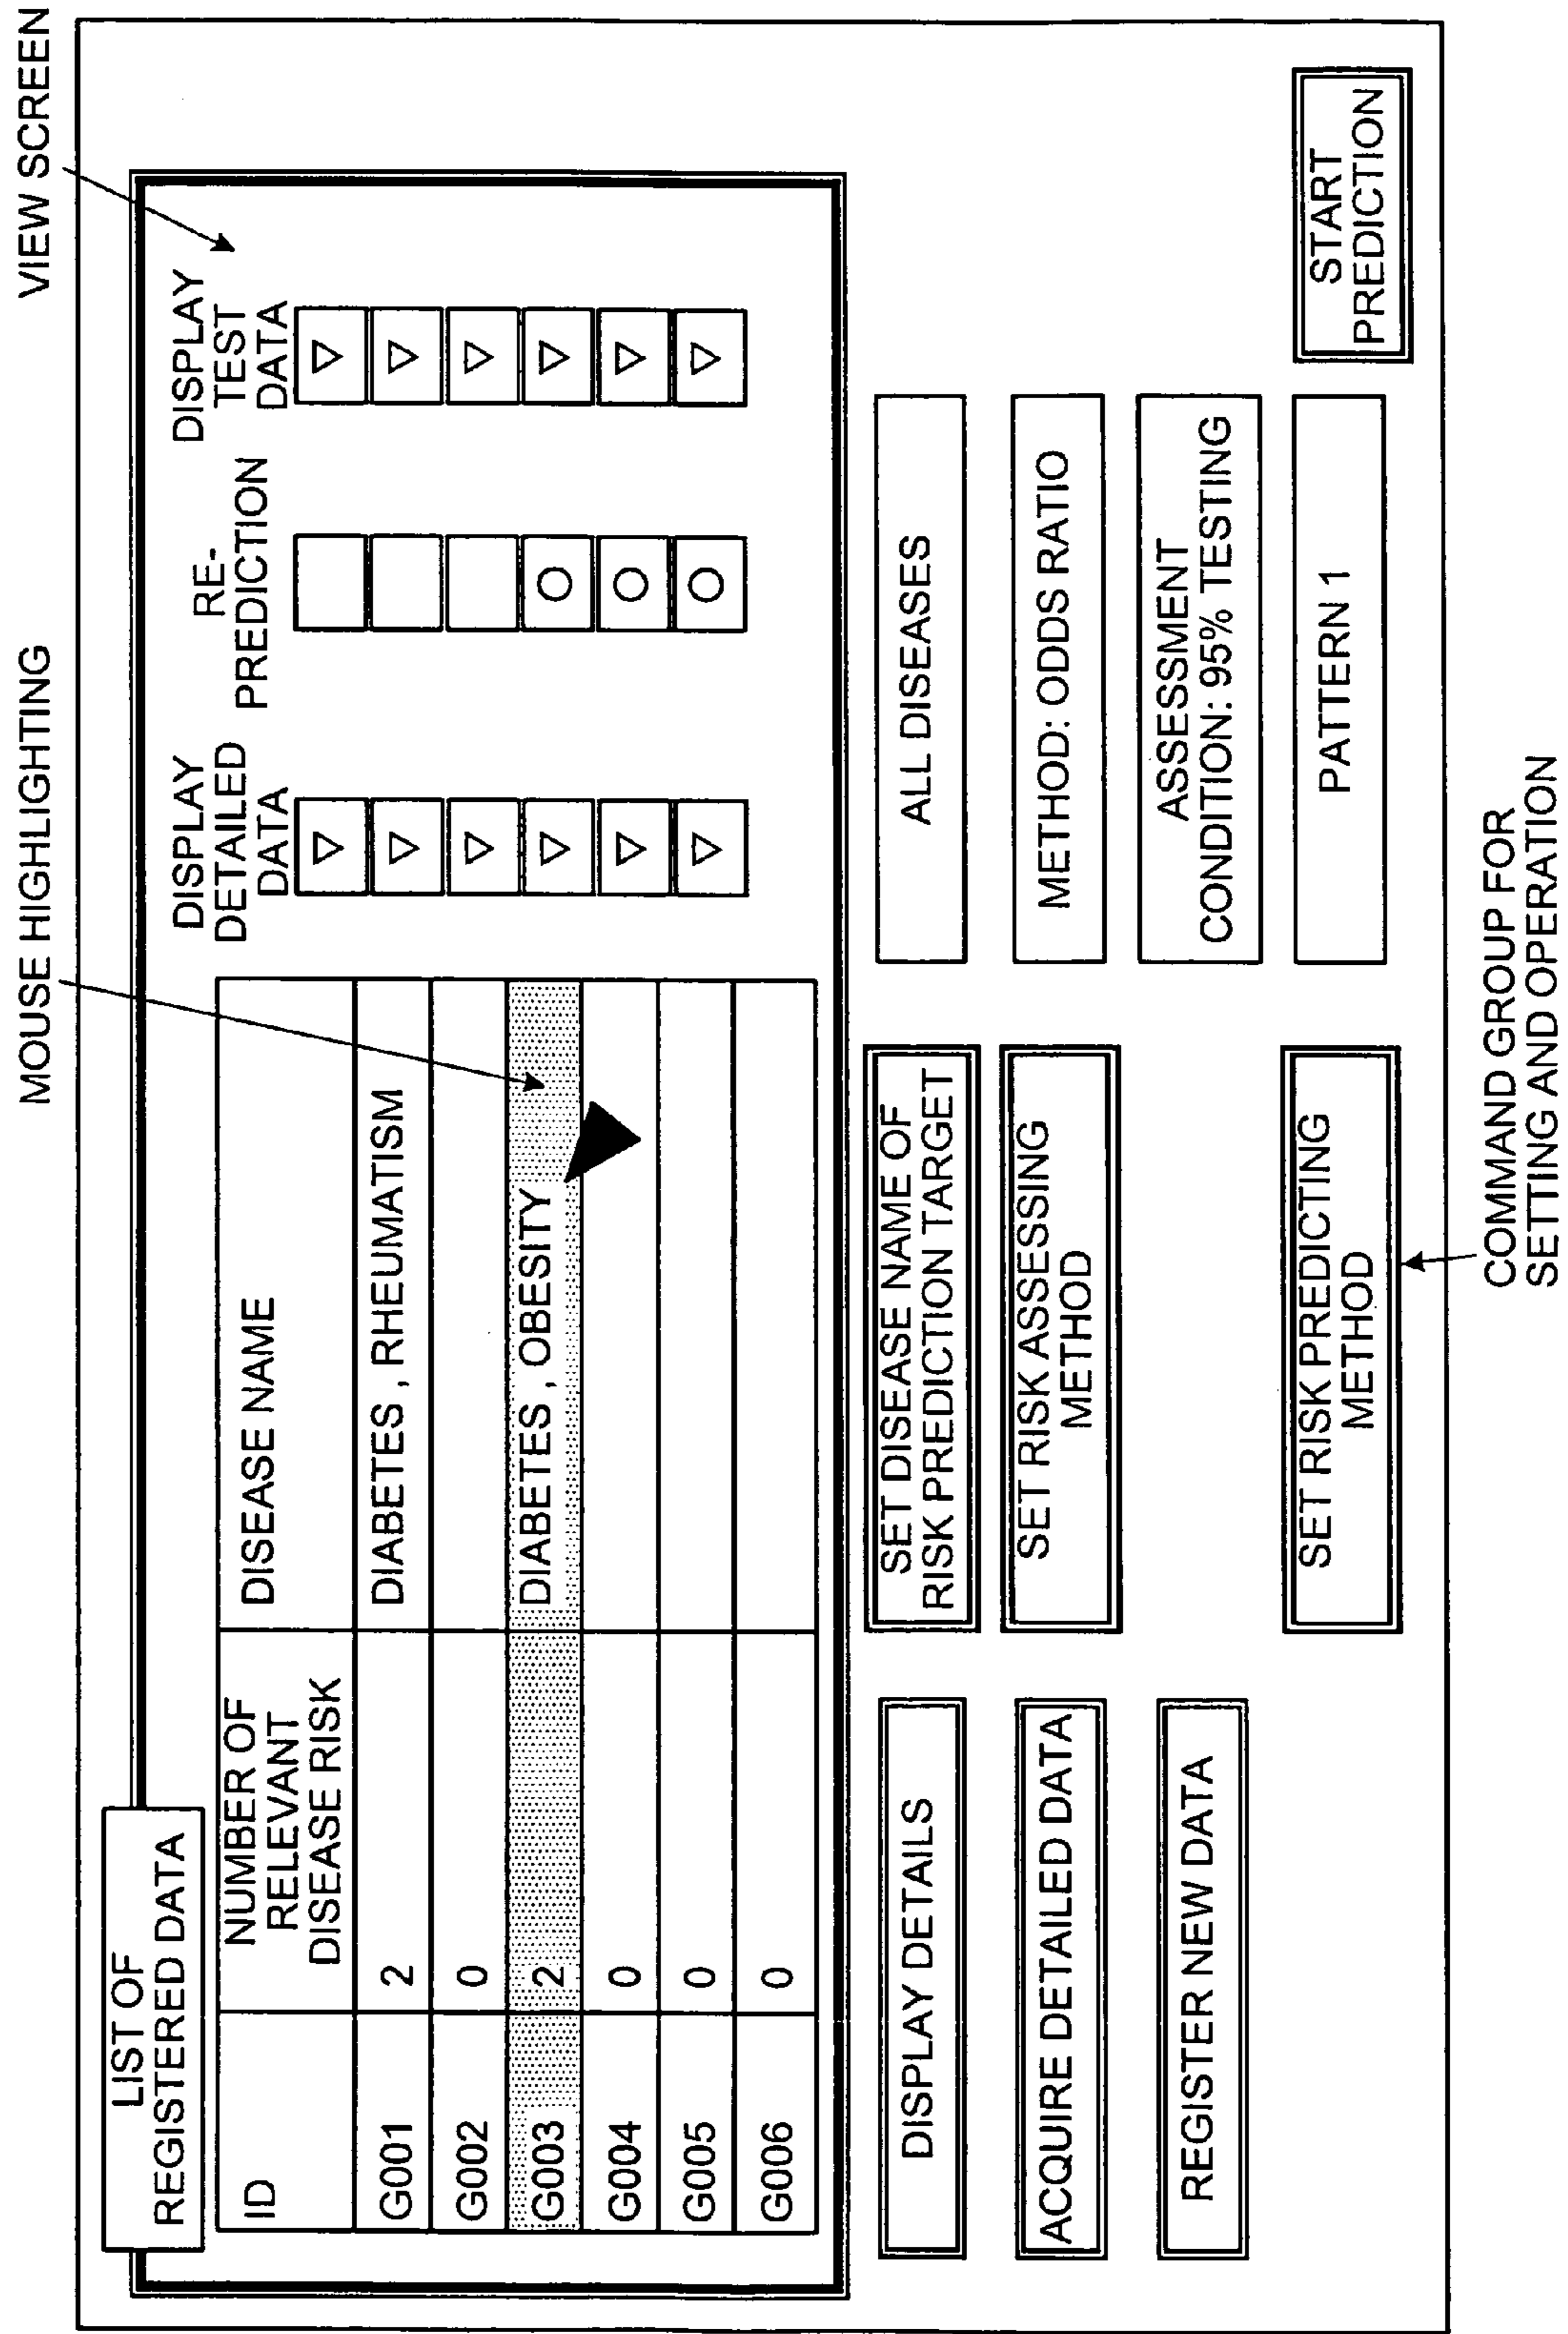 VIEW SCREEN
MOUSE HIGHLIGHTING
LIST OF
REGISTERED DATA
ID
NUMBER OF
RELEVANT
DISEASE RISK
DISEASE NAME
DISPLAY
DETAILED
DATA
RE-
PREDICTION
DISPLAY
TEST
DATA
G001 2 DIABETES , RHEUMATISM
G002 0
G003 2 DIABETES , OBESITY
G004 0
G005 0
G006 0
DISPLAY DETAILS
SET DISEASE NAME OF
RISK PREDICTION TARGET
ALL DISEASES
ACQUIRE DETAILED DATA
SET RISK ASSESSING
METHOD
METHOD: ODDS RATIO
REGISTER NEW DATA
ASSESSMENT
CONDITION: 95% TESTING
SET RISK PREDICTING
METHOD
PATTERN 1
START
PREDICTION
COMMAND GROUP FOR
SETTING AND OPERATION